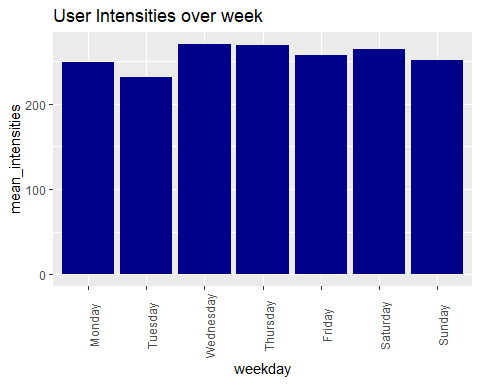 User Intensities over week
mean_intensities
200
100
0
Monday
Tuesday
Wednesday
Thursday
Friday
Saturday
Sunday
weekday